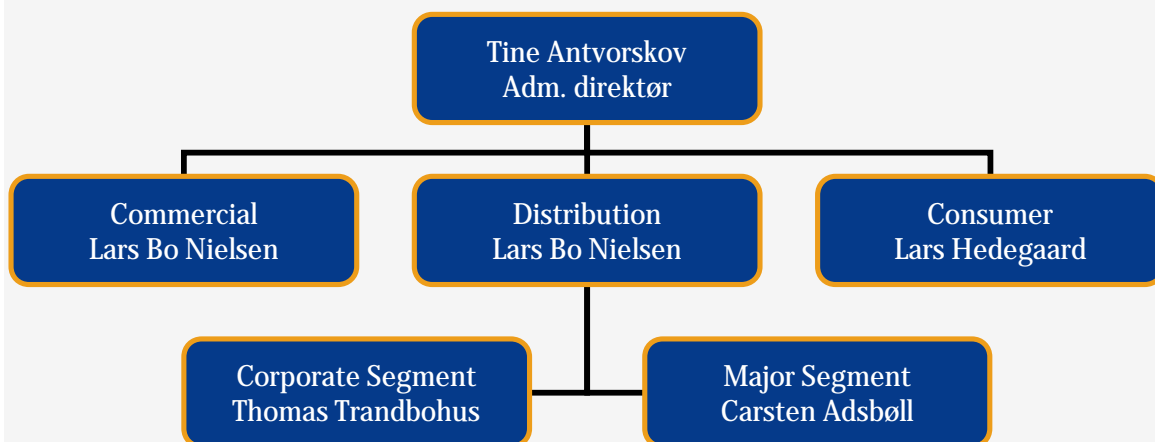 Tine Antvorskov
Adm. direktør
Commercial
Lars Bo Nielsen
Distribution
Lars Bo Nielsen
Consumer
Lars Hedegaard
Corporate Segment
Thomas Trandbohus
Major Segment
Carsten Adsbøll